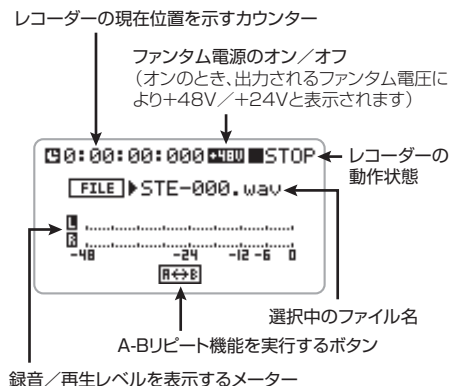 レコーダーの現在位置を示すカウンター
ファンタム電源のオン／オフ
（オンのとき、出力されるファンタム電圧に
より+48V／+24Vと表示されます）
0:00:00:000 +48V ■STOP
レコーダーの
動作状態
FILE ▶STE-000.wav
L
R
-48 -24 -12 -6 0
A↔B
選択中のファイル名
A-Bリピート機能を実行するボタン
録音／再生レベルを表示するメーター